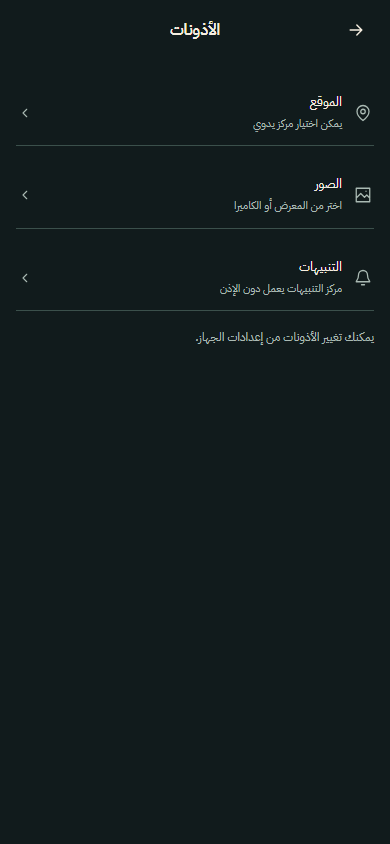 الأذونات
الموقع
يمكن اختيار مركز يدوي
الصور
اختر من المعرض أو الكاميرا
التنبيهات
مركز التنبيهات يعمل دون الإذن
يمكنك تغيير الأذونات من إعدادات الجهاز.